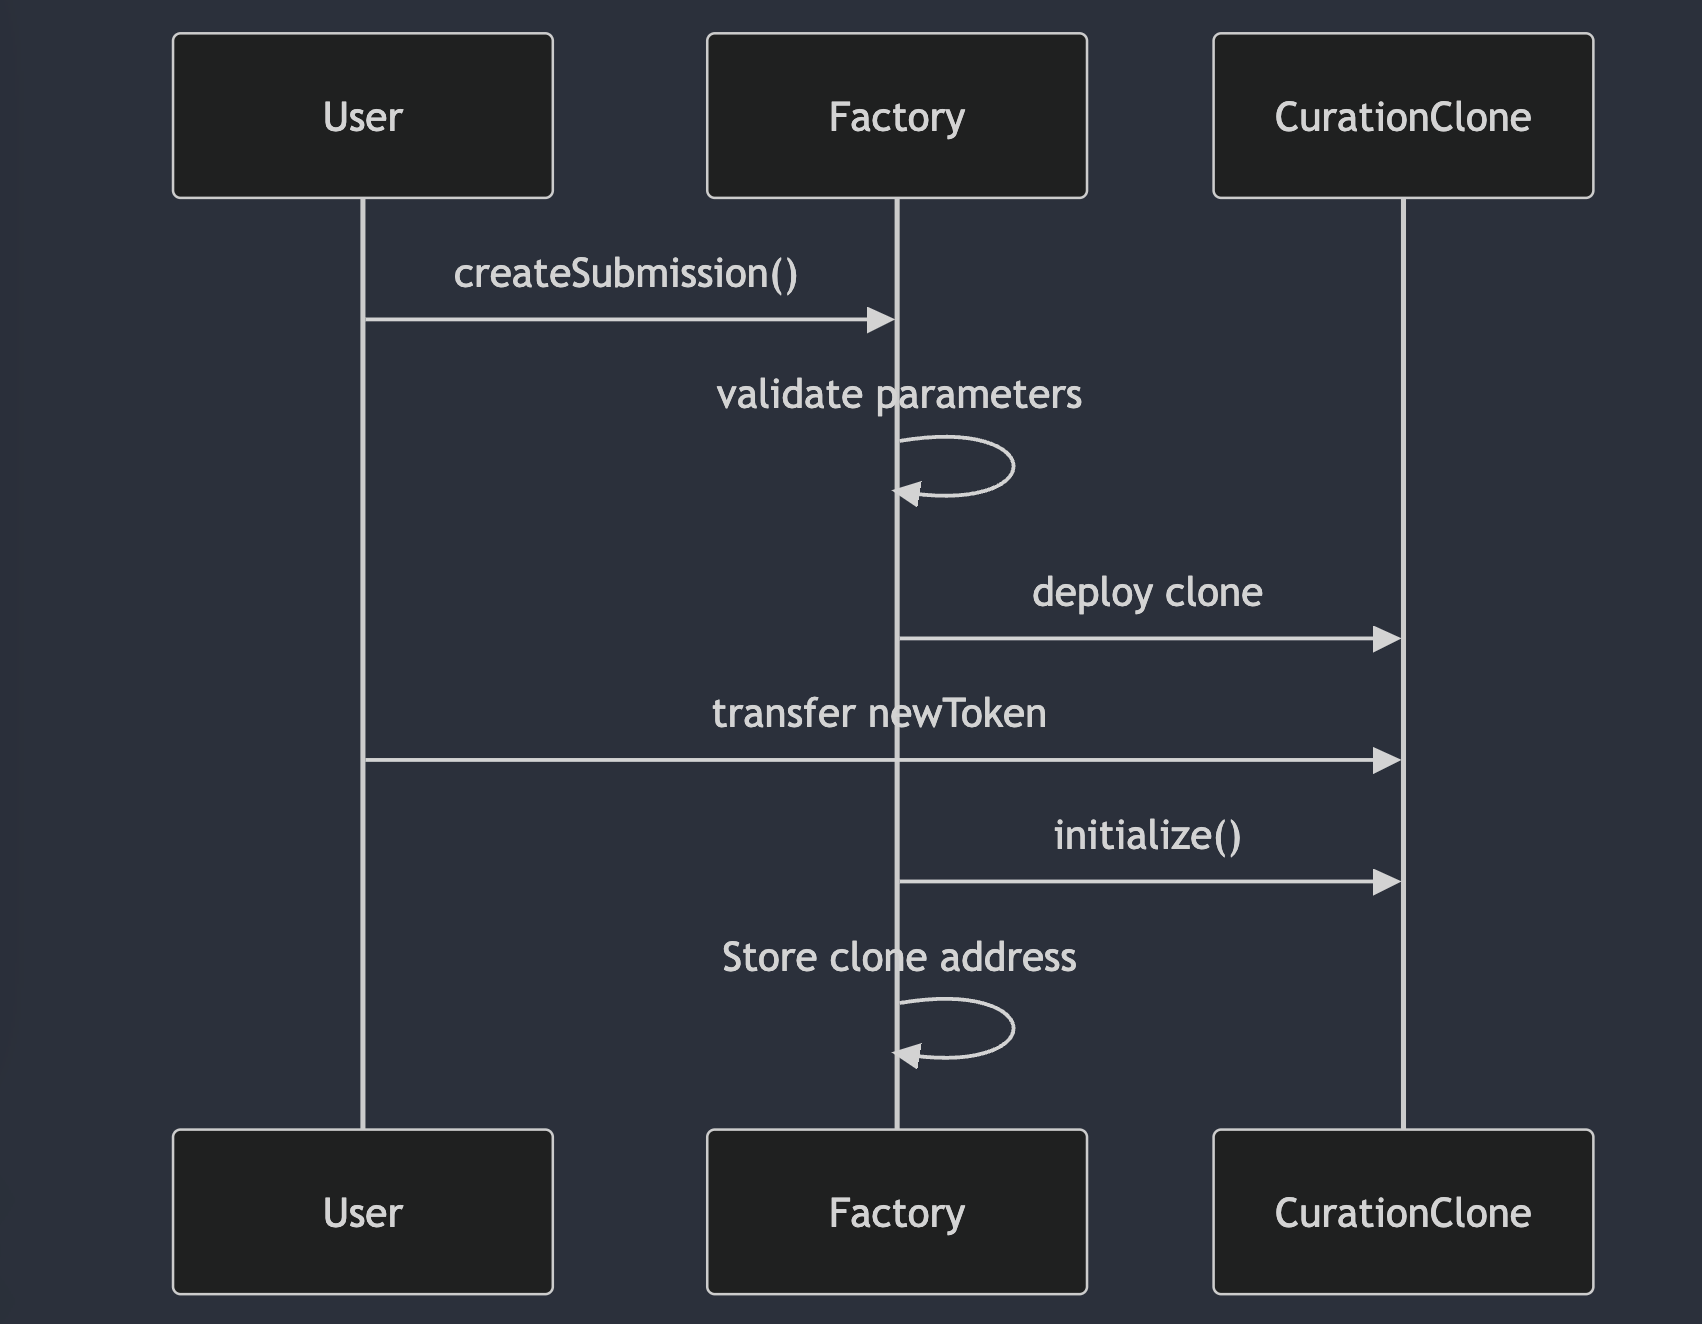 User
Factory
CurationClone
createSubmission()
validate parameters
deploy clone
transfer newToken
initialize()
Store clone address
User
Factory
CurationClone